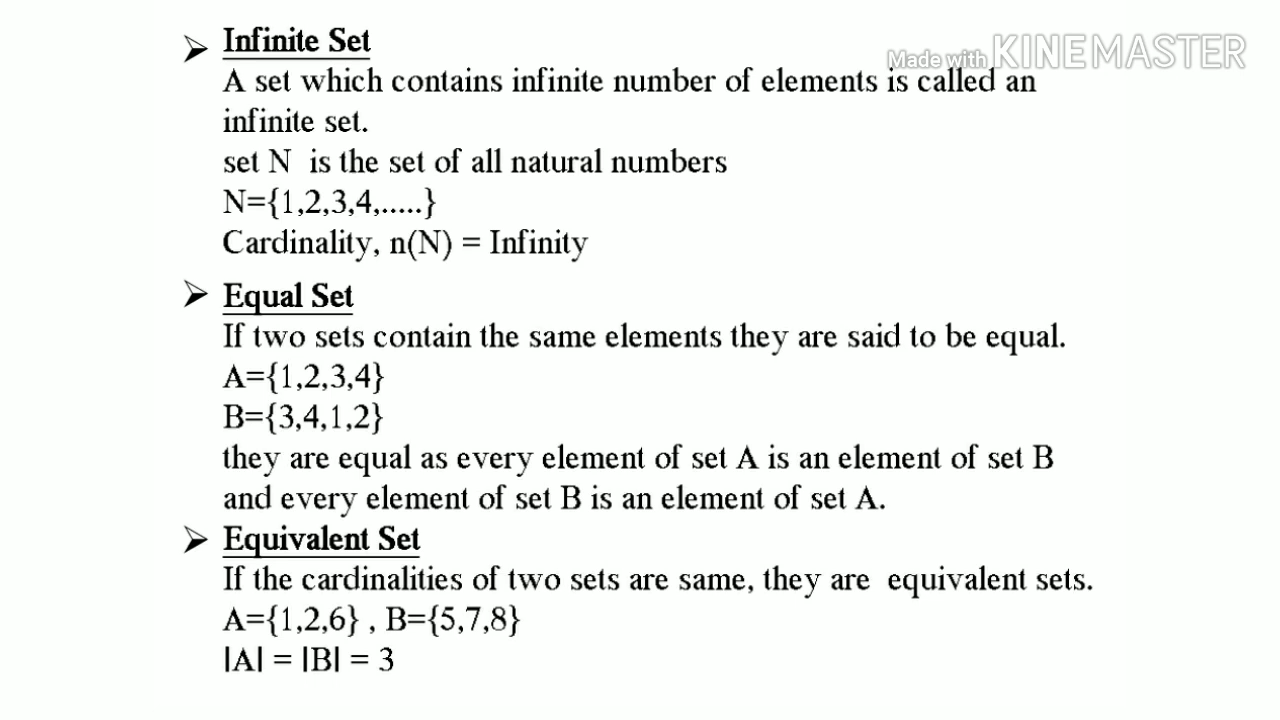 Made with KINEMASTER
➢ Infinite Set
A set which contains infinite number of elements is called an
infinite set.
set N is the set of all natural numbers
N={1,2,3,4,.....}
Cardinality, n(N) = Infinity
➢ Equal Set
If two sets contain the same elements they are said to be equal.
A={1,2,3,4}
B={3,4,1,2}
they are equal as every element of set A is an element of set B
and every element of set B is an element of set A.
➢ Equivalent Set
If the cardinalities of two sets are same, they are equivalent sets.
A={1,2,6} , B={5,7,8}
|A| = |B| = 3